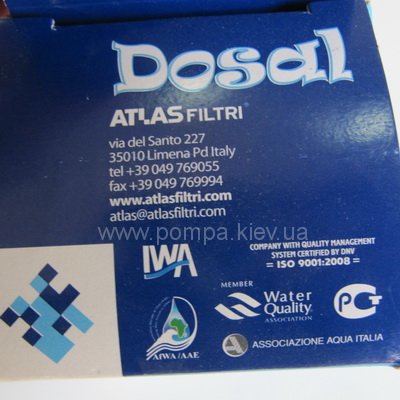 Dosal
ATLAS FILTRI®
via del Santo 227
35010 Limena Pd Italy
tel +39 049 769055
fax +39 049 769994
www.atlasfiltri.com
atlas@atlasfiltri.com
www.pompa.kiev.ua
IWA
COMPANY WITH QUALITY MANAGEMENT
SYSTEM CERTIFIED BY DNV
= ISO 9001:2008 =
AIWA/AAE
MEMBER
Water
Quality
ASSOCIATION
PCT
ASSOCIAZIONE AQUA ITALIA